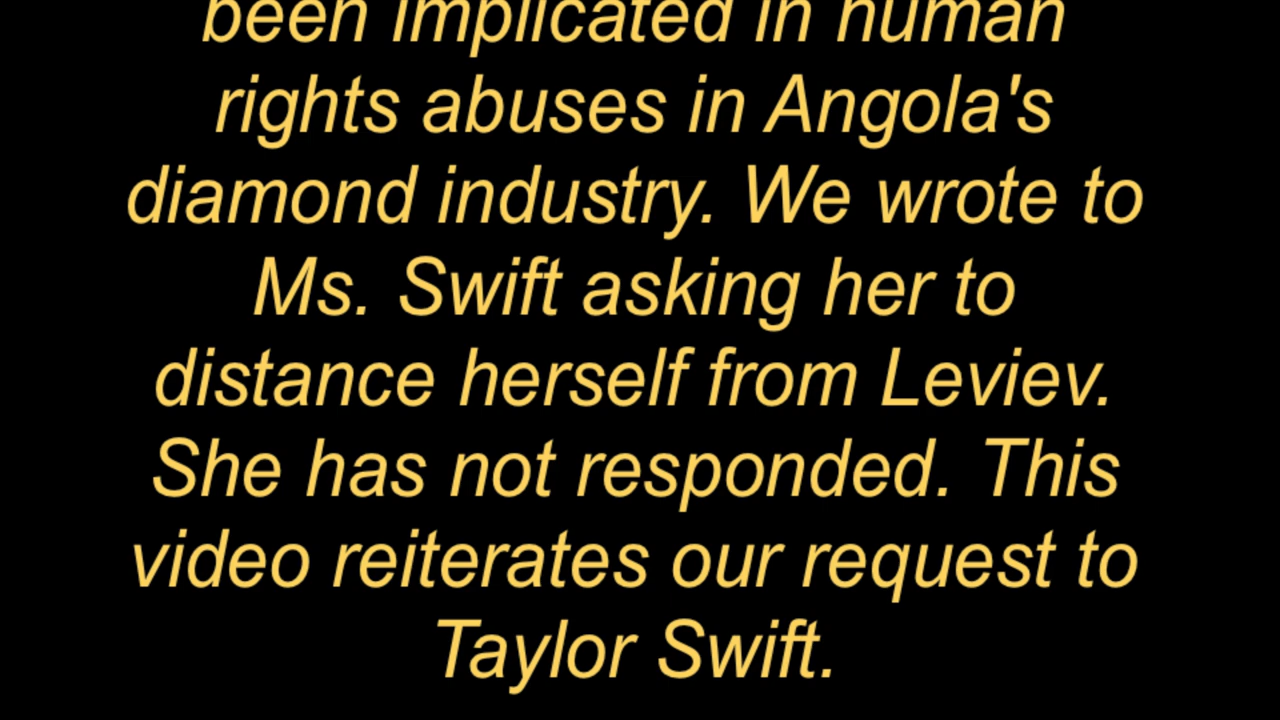 been implicated in human
rights abuses in Angola's
diamond industry. We wrote to
Ms. Swift asking her to
distance herself from Leviev.
She has not responded. This
video reiterates our request to
Taylor Swift.